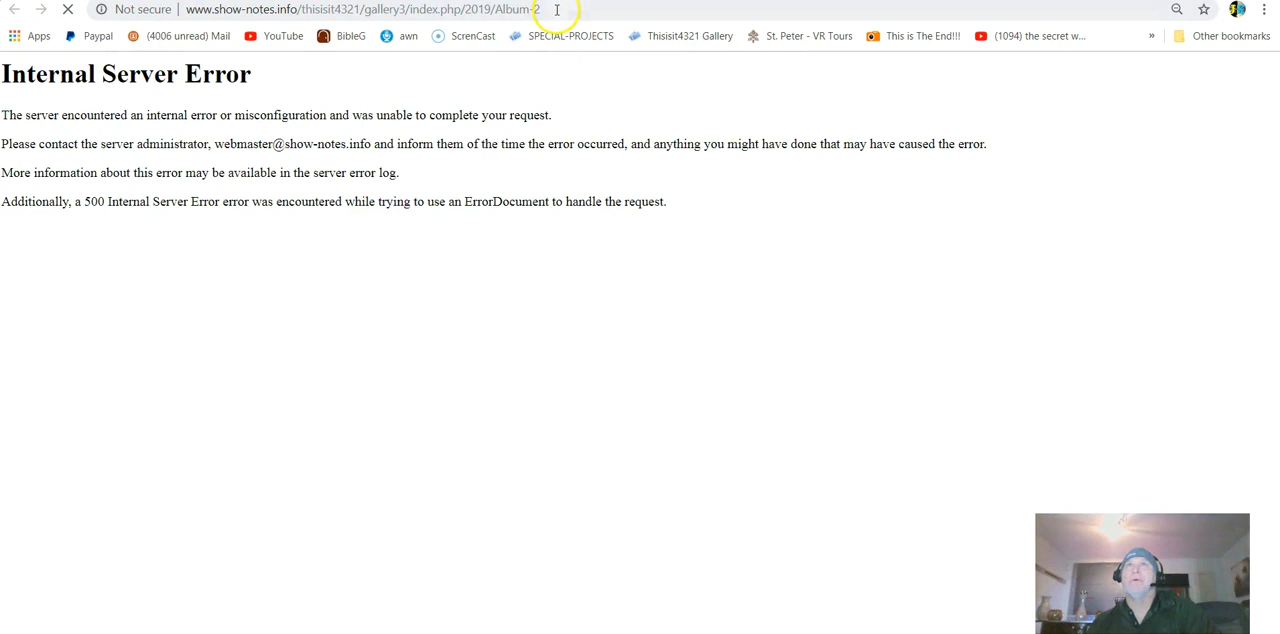 Not secure | www.show-notes.info/thisisit4321/gallery3/index.php/2019/Album-2
Apps Paypal (4006 unread) Mail YouTube BibleG awn ScrenCast SPECIAL-PROJECTS Thisisit4321 Gallery St. Peter - VR Tours This is The End!!! (1094) the secret w... » Other bookmarks
Internal Server Error
The server encountered an internal error or misconfiguration and was unable to complete your request.
Please contact the server administrator, webmaster@show-notes.info and inform them of the time the error occurred, and anything you might have done that may have caused the error.
More information about this error may be available in the server error log.
Additionally, a 500 Internal Server Error error was encountered while trying to use an ErrorDocument to handle the request.